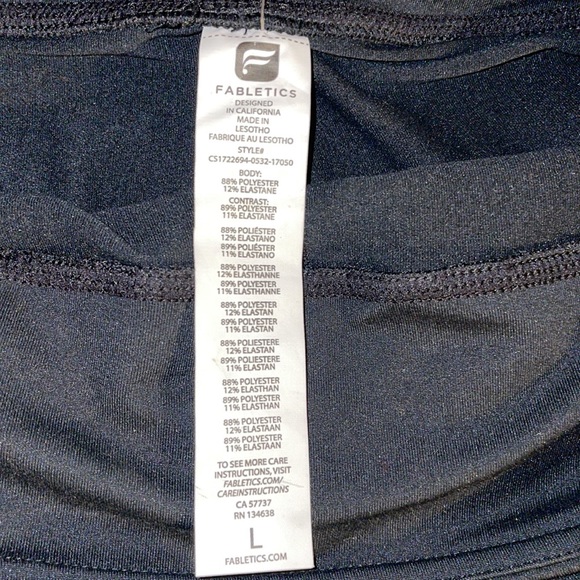 FABLETICS
DESIGNED
IN CALIFORNIA
MADE IN
LESOTHO
FABRIQUE AU LESOTHO
STYLE#
CS1722694-0532-17050
BODY:
88% POLYESTER
12% ELASTANE
CONTRAST:
89% POLYESTER
11% ELASTANE
88% POLIÉSTER
12% ELASTANO
89% POLIÉSTER
11% ELASTANO
88% POLYESTER
12% ELASTHANNE
89% POLYESTER
11% ELASTHANNE
88% POLYESTER
12% ELASTAN
89% POLYESTER
11% ELASTAN
88% POLIESTERE
12% ELASTAN
89% POLIESTERE
11% ELASTAN
88% POLYESTER
12% ELASTHAN
89% POLYESTER
11% ELASTHAN
88% POLYESTER
12% ELASTAAN
89% POLYESTER
11% ELASTAAN
TO SEE MORE CARE
INSTRUCTIONS, VISIT
FABLETICS.COM/
CAREINSTRUCTIONS
CA 57737
RN 134638
L
FABLETICS.COM